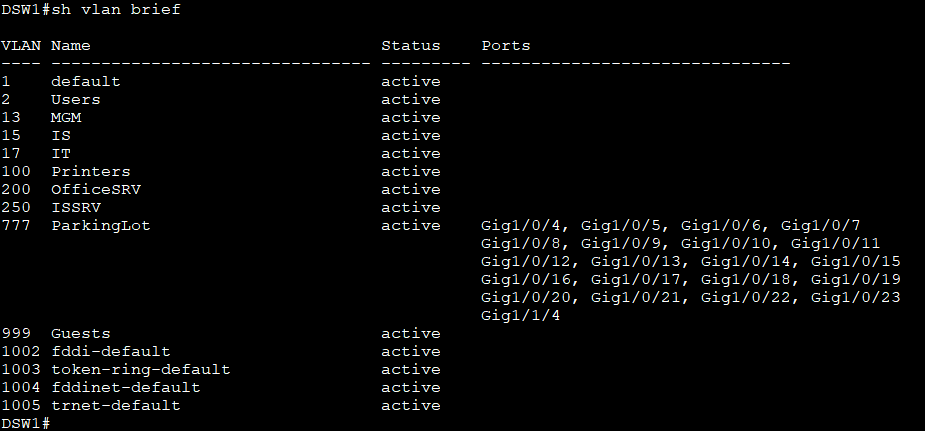 DSW1#sh vlan brief
VLAN Name                             Status    Ports
---- -------------------------------- --------- -------------------------------
1    default                          active
2    Users                            active
13   MGM                              active
15   IS                               active
17   IT                               active
100  Printers                         active
200  OfficeSRV                        active
250  ISSRV                            active
777  ParkingLot                       active    Gig1/0/4, Gig1/0/5, Gig1/0/6, Gig1/0/7
                                                Gig1/0/8, Gig1/0/9, Gig1/0/10, Gig1/0/11
                                                Gig1/0/12, Gig1/0/13, Gig1/0/14, Gig1/0/15
                                                Gig1/0/16, Gig1/0/17, Gig1/0/18, Gig1/0/19
                                                Gig1/0/20, Gig1/0/21, Gig1/0/22, Gig1/0/23
                                                Gig1/1/4
999  Guests                           active
1002 fddi-default                     active
1003 token-ring-default               active
1004 fddinet-default                  active
1005 trnet-default                    active
DSW1#